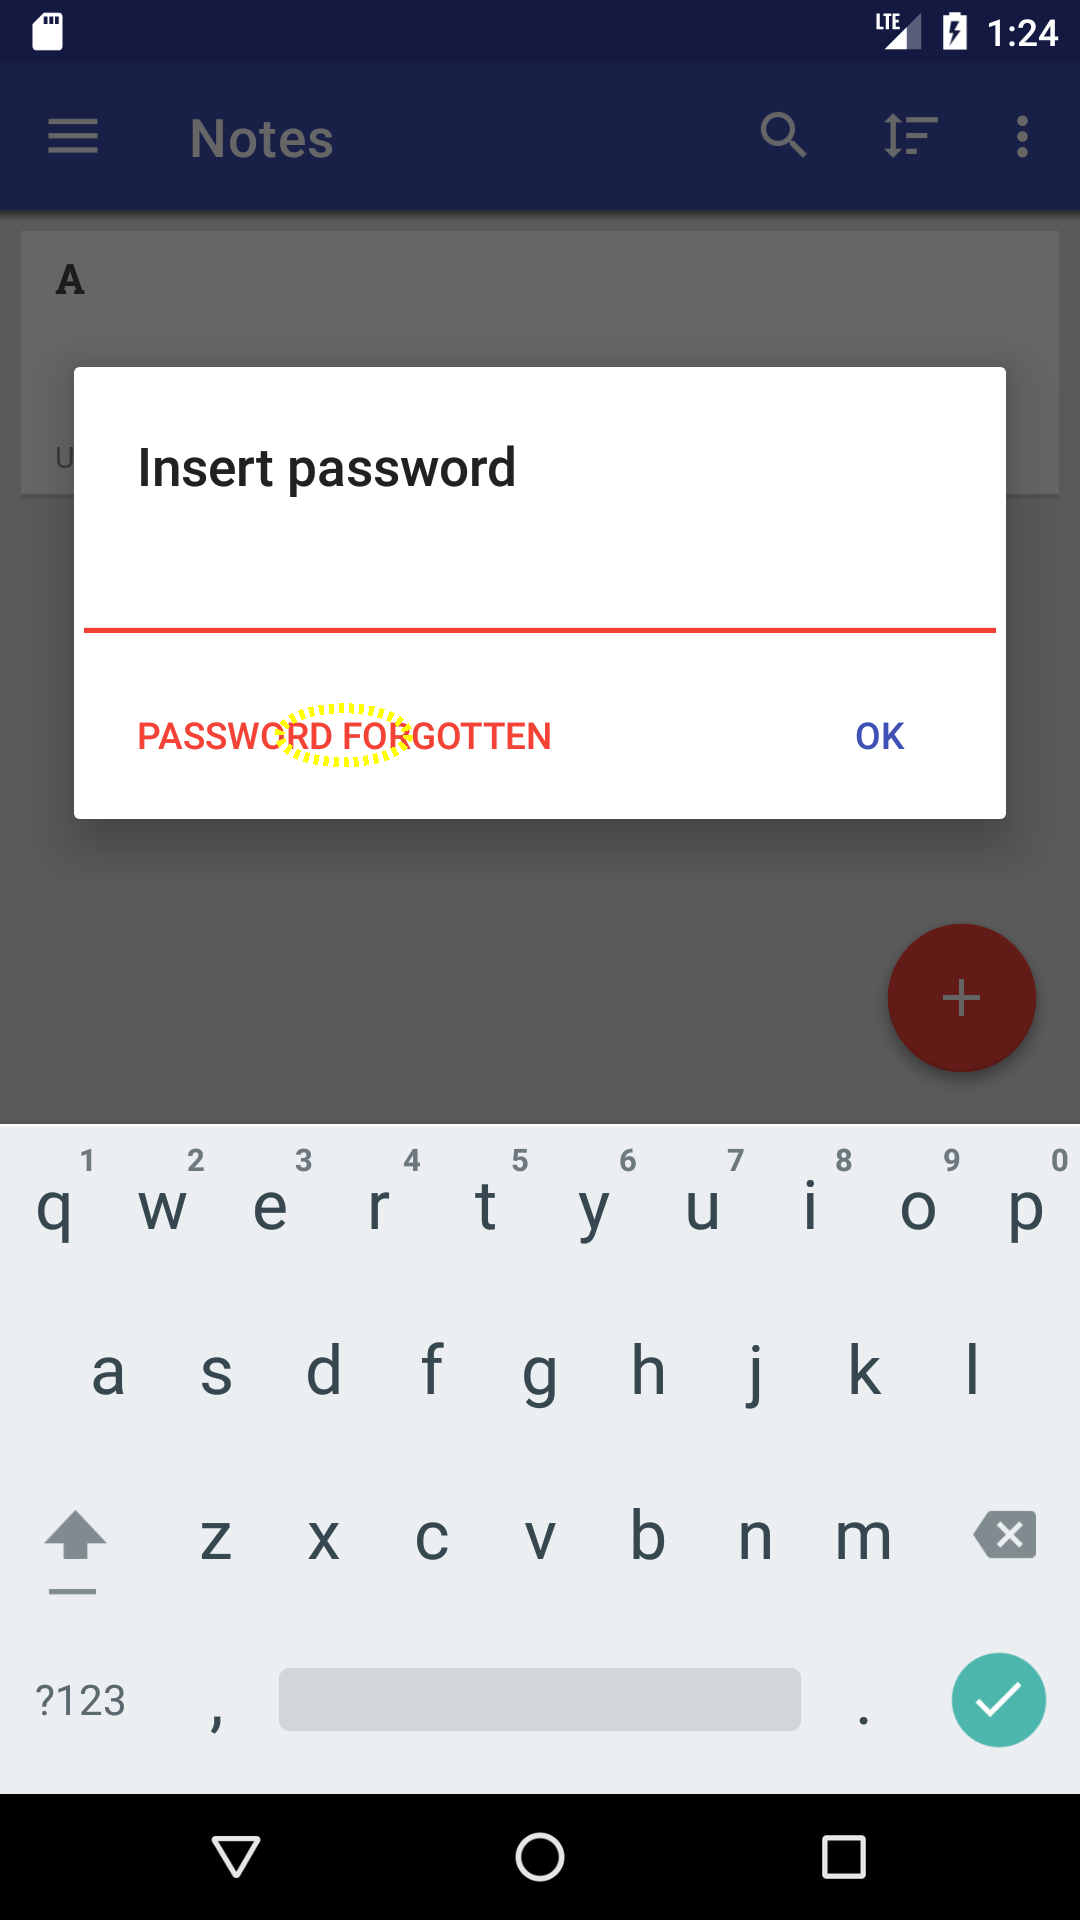 LTE 1:24
Notes
A
U
Insert password
PASSWORD FORGOTTEN OK
1 2 3 4 5 6 7 8 9 0
q w e r t y u i o p
a s d f g h j k l
z x c v b n m
?123 , .